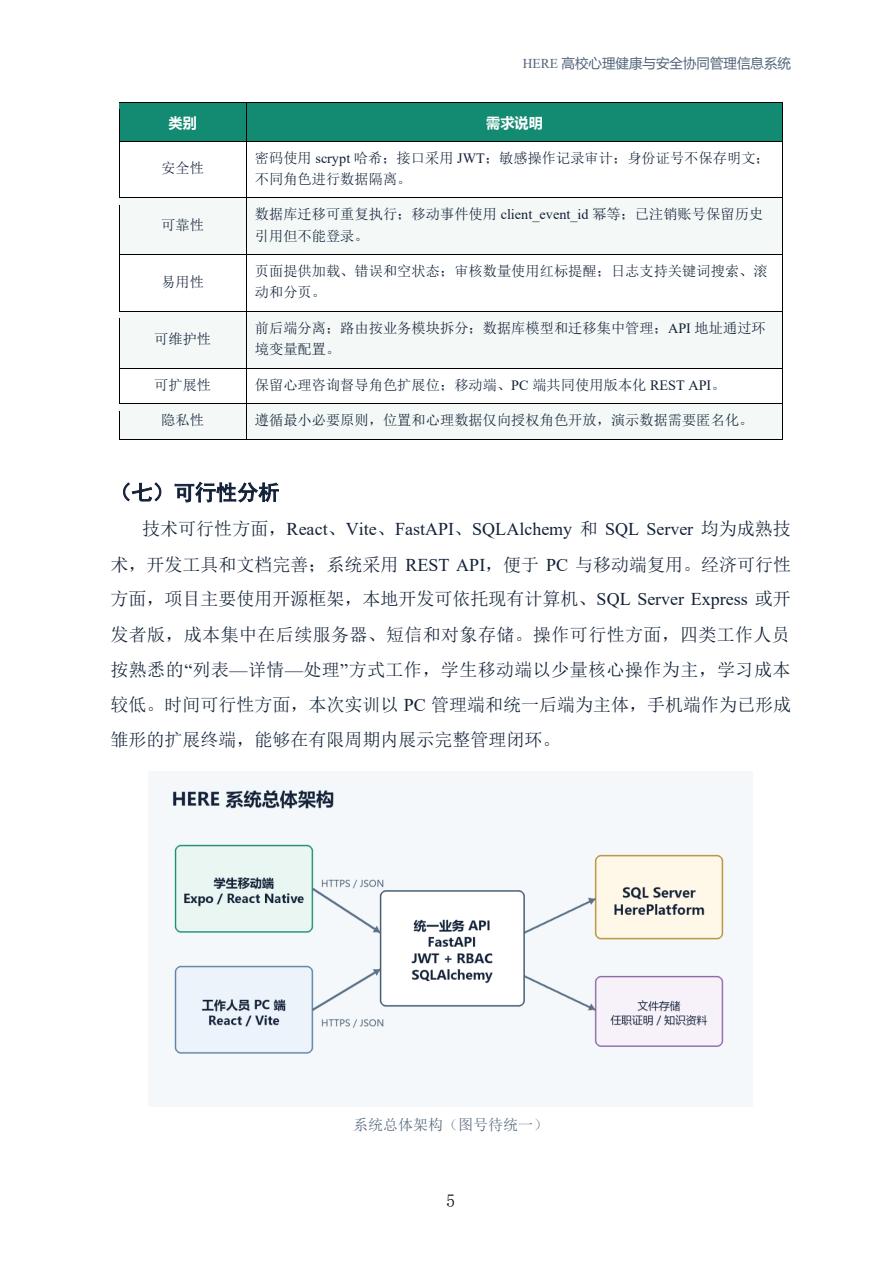 HERE 高校心理健康与安全协同管理信息系统
类别 需求说明
安全性 密码使用 scrypt 哈希；接口采用 JWT；敏感操作记录审计；身份证号不保存明文；
不同角色进行数据隔离。
可靠性 数据库迁移可重复执行；移动事件使用 client_event_id 幂等；已注销账号保留历史
引用但不能登录。
易用性 页面提供加载、错误和空状态；审核数量使用红标提醒；日志支持关键词搜索、滚
动和分页。
可维护性 前后端分离；路由按业务模块拆分；数据库模型和迁移集中管理；API 地址通过环
境变量配置。
可扩展性 保留心理咨询督导角色扩展位；移动端、PC 端共同使用版本化 REST API。
隐私性 遵循最小必要原则，位置和心理数据仅向授权角色开放，演示数据需要匿名化。
（七）可行性分析
技术可行性方面，React、Vite、FastAPI、SQLAlchemy 和 SQL Server 均为成熟技
术，开发工具和文档完善；系统采用 REST API，便于 PC 与移动端复用。经济可行性
方面，项目主要使用开源框架，本地开发可依托现有计算机、SQL Server Express 或开
发者版，成本集中在后续服务器、短信和对象存储。操作可行性方面，四类工作人员
按熟悉的“列表—详情—处理”方式工作，学生移动端以少量核心操作为主，学习成本
较低。时间可行性方面，本次实训以 PC 管理端和统一后端为主体，手机端作为已形成
雏形的扩展终端，能够在有限周期内展示完整管理闭环。
HERE 系统总体架构
学生移动端
Expo / React Native
HTTPS / JSON
工作人员 PC 端
React / Vite
HTTPS / JSON
统一业务 API
FastAPI
JWT + RBAC
SQLAlchemy
SQL Server
HerePlatform
文件存储
任职证明 / 知识资料
系统总体架构（图号待统一）
5